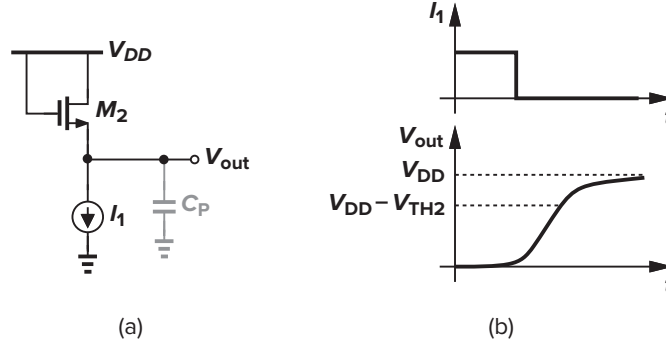 V_DD
M_2
V_out
I_1
C_P
(a)
I_1
t
V_out
V_DD
V_DD – V_TH2
t
(b)